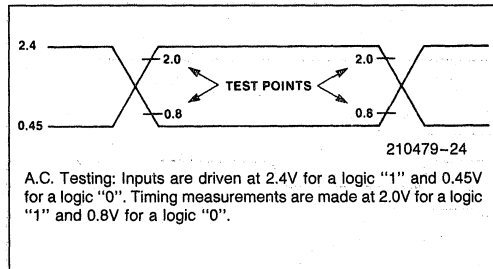 2.4
2.0
2.0
TEST POINTS
0.8
0.8
0.45
210479-24
A.C. Testing: Inputs are driven at 2.4V for a logic "1" and 0.45V
for a logic "0". Timing measurements are made at 2.0V for a logic
"1" and 0.8V for a logic "0".